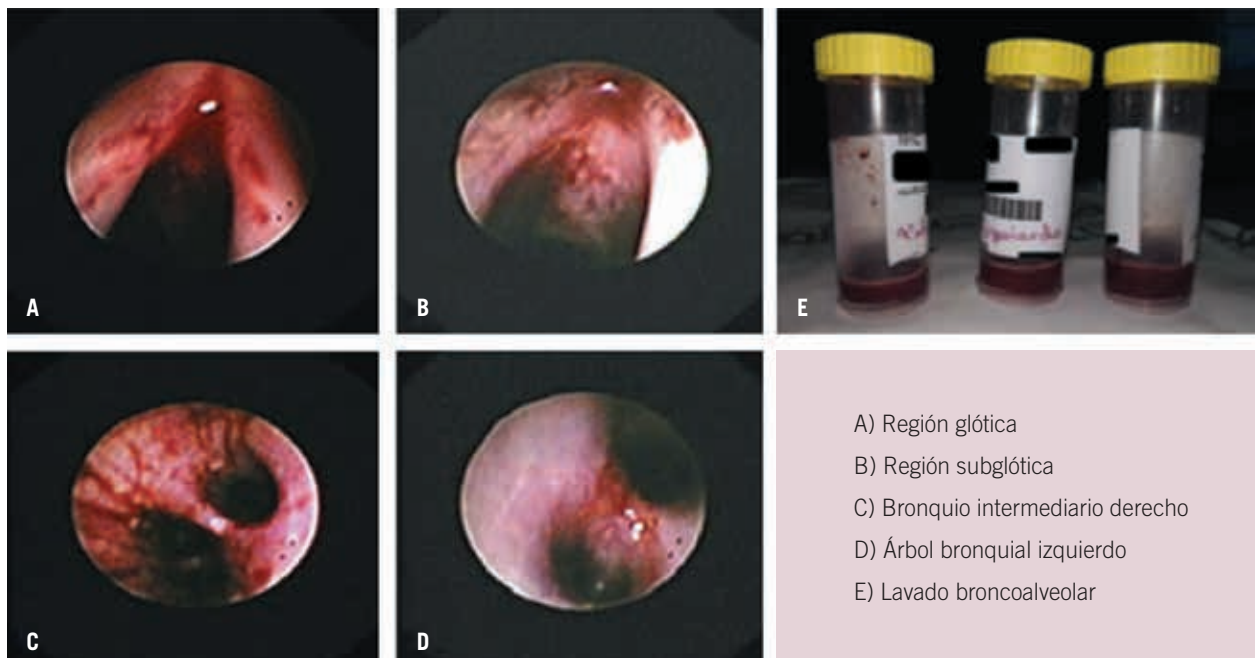 A
B
E
C
D
A) Región glótica
B) Región subglótica
C) Bronquio intermediario derecho
D) Árbol bronquial izquierdo
E) Lavado broncoalveolar